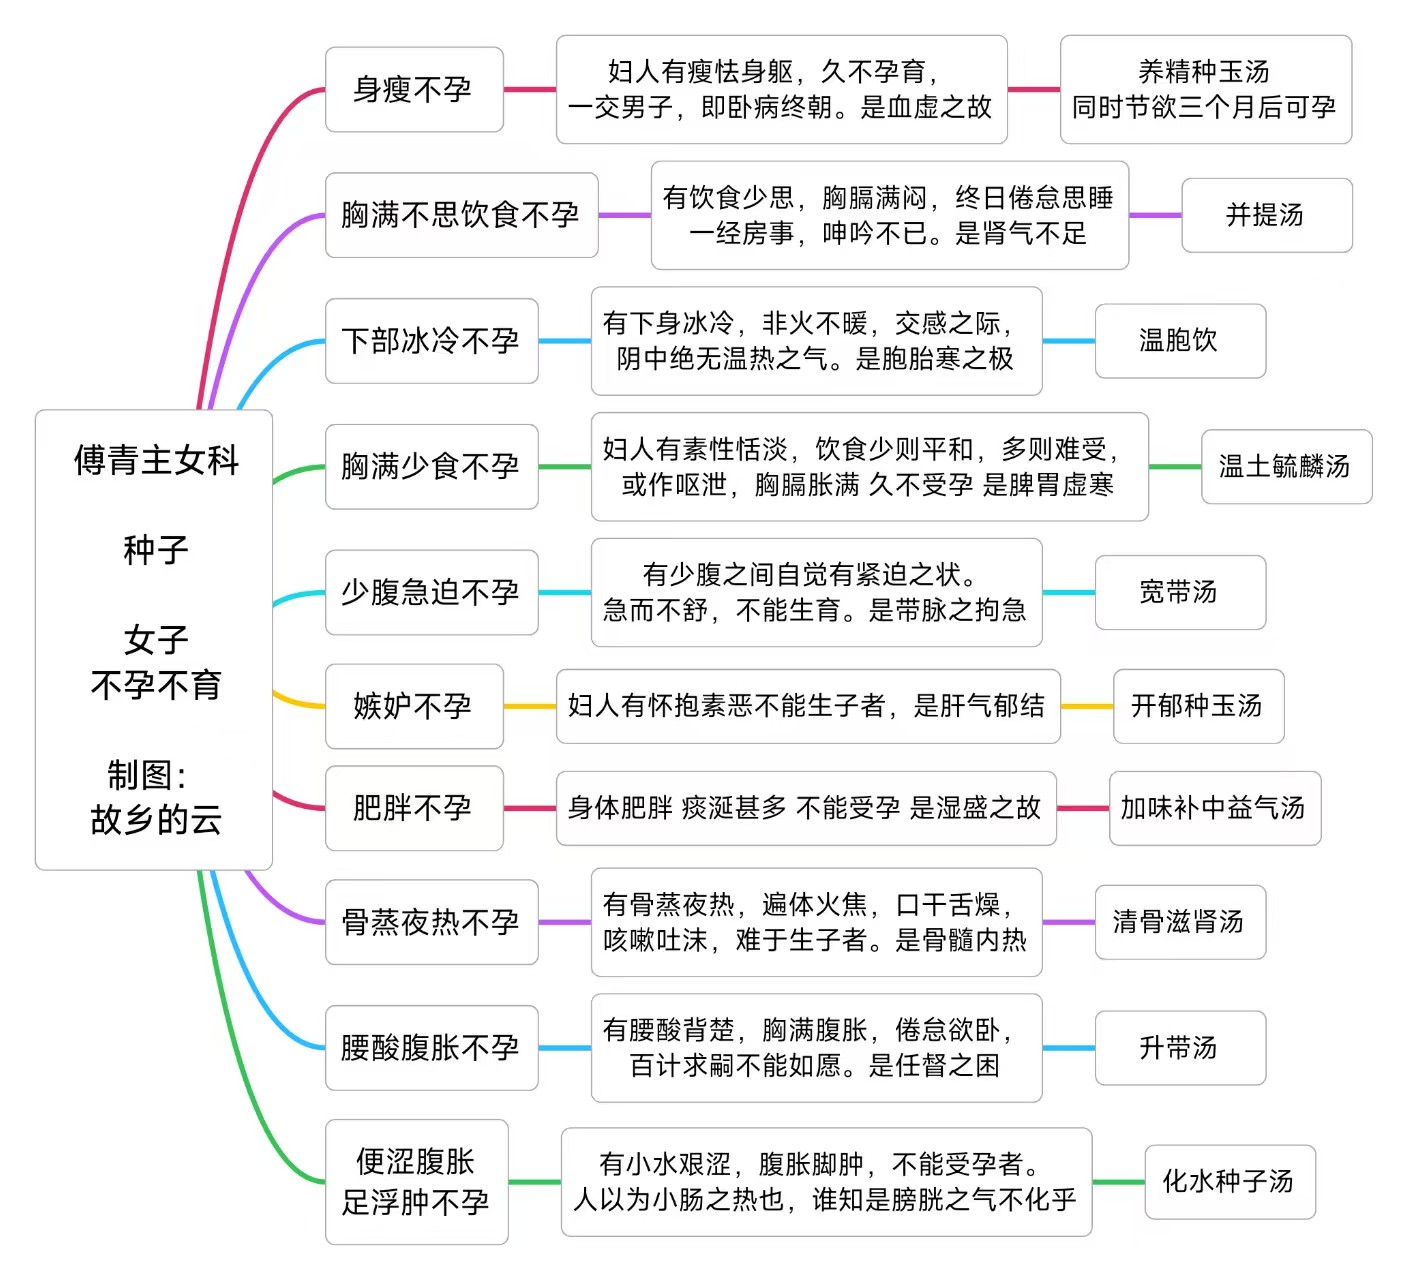 傅青主女科
种子
女子
不孕不育
制图：
故乡的云
身瘦不孕
妇人有瘦怯身躯，久不孕育，
一交男子，即卧病终朝。是血虚之故
养精种玉汤
同时节欲三个月后可孕
胸满不思饮食不孕
有饮食少思，胸膈满闷，终日倦怠思睡
一经房事，呻吟不已。是肾气不足
并提汤
下部冰冷不孕
有下身冰冷，非火不暖，交感之际，
阴中绝无温热之气。是胞胎寒之极
温胞饮
胸满少食不孕
妇人有素性恬淡，饮食少则平和，多则难受，
或作呕泄，胸膈胀满 久不受孕 是脾胃虚寒
温土毓麟汤
少腹急迫不孕
有少腹之间自觉有紧迫之状。
急而不舒，不能生育。是带脉之拘急
宽带汤
嫉妒不孕
妇人有怀抱素恶不能生子者，是肝气郁结
开郁种玉汤
肥胖不孕
身体肥胖 痰涎甚多 不能受孕 是湿盛之故
加味补中益气汤
骨蒸夜热不孕
有骨蒸夜热，遍体火焦，口干舌燥，
咳嗽吐沫，难于生子者。是骨髓内热
清骨滋肾汤
腰酸腹胀不孕
有腰酸背楚，胸满腹胀，倦怠欲卧，
百计求嗣不能如愿。是任督之困
升带汤
便涩腹胀
足浮肿不孕
有小水艰涩，腹胀脚肿，不能受孕者。
人以为小肠之热也，谁知是膀胱之气不化乎
化水种子汤